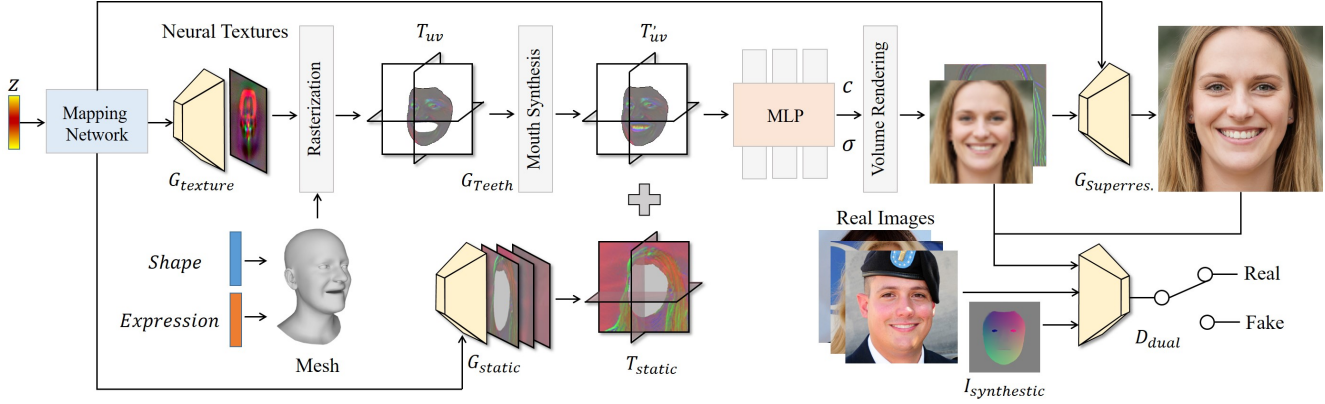 Neural Textures
T_uv
T'_uv
z
Mapping
Network
G_texture
Rasterization
G_Teeth
Mouth Synthesis
MLP
c
σ
Volume Rendering
G_Superres.
Real Images
Shape
Expression
Mesh
G_static
T_static
I_synthestic
D_dual
Real
Fake